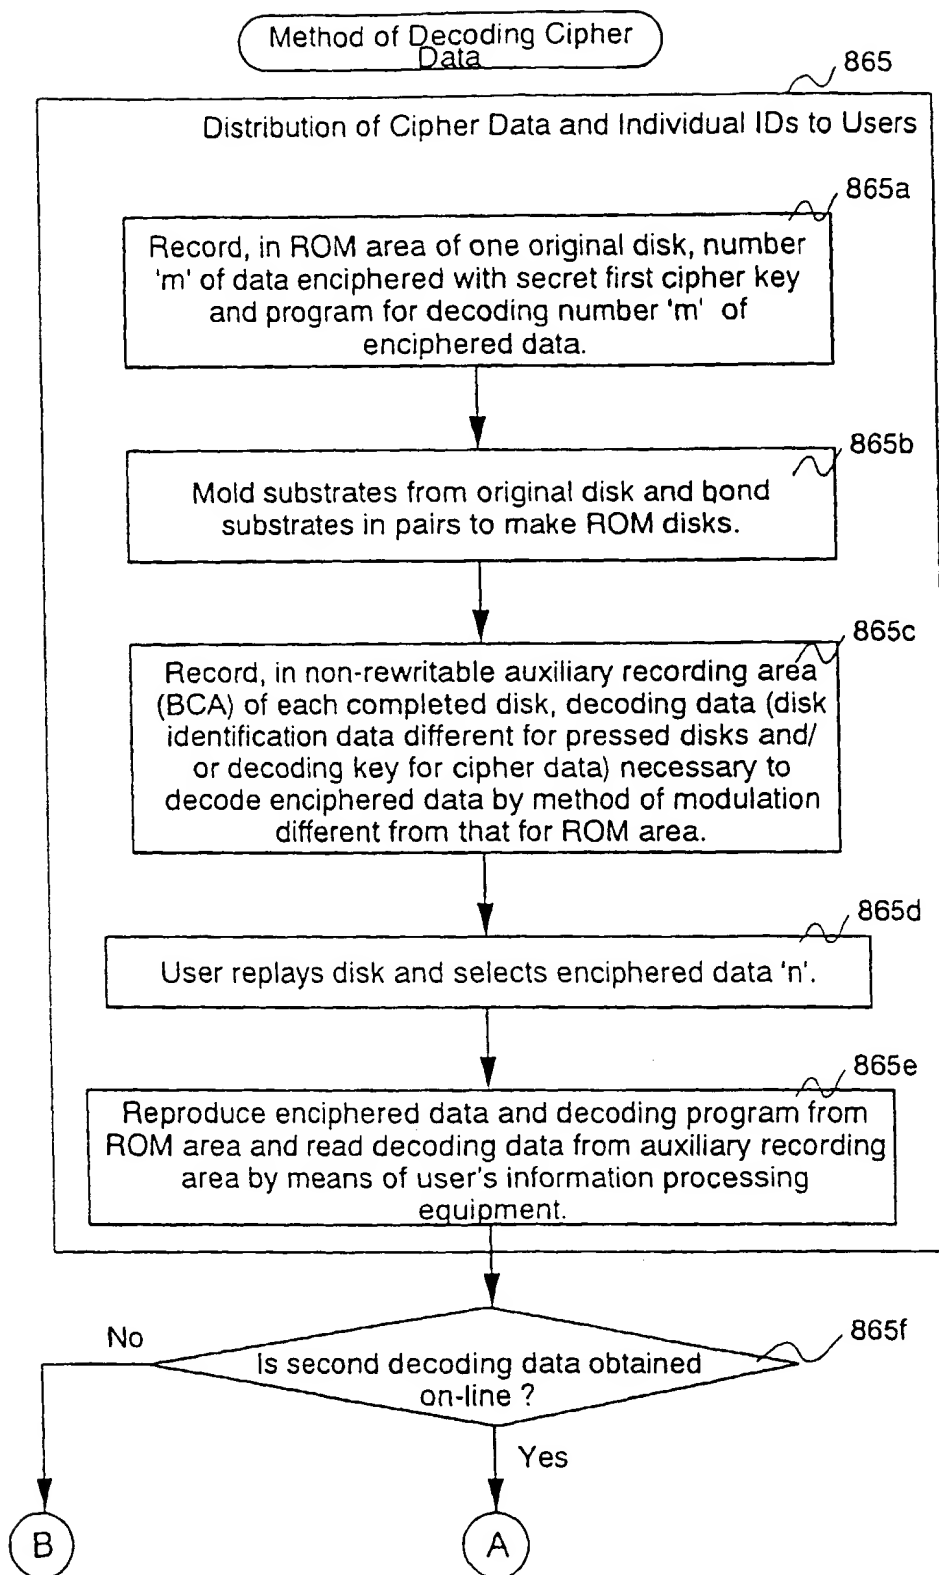 Method of Decoding Cipher
Data
865
Distribution of Cipher Data and Individual IDs to Users
865a
Record, in ROM area of one original disk, number
'm' of data enciphered with secret first cipher key
and program for decoding number 'm' of
enciphered data.
865b
Mold substrates from original disk and bond
substrates in pairs to make ROM disks.
865c
Record, in non-rewritable auxiliary recording area
(BCA) of each completed disk, decoding data (disk
identification data different for pressed disks and/
or decoding key for cipher data) necessary to
decode enciphered data by method of modulation
different from that for ROM area.
865d
User replays disk and selects enciphered data 'n'.
865e
Reproduce enciphered data and decoding program from
ROM area and read decoding data from auxiliary recording
area by means of user's information processing
equipment.
865f
No
Is second decoding data obtained
on-line ?
Yes
B
A